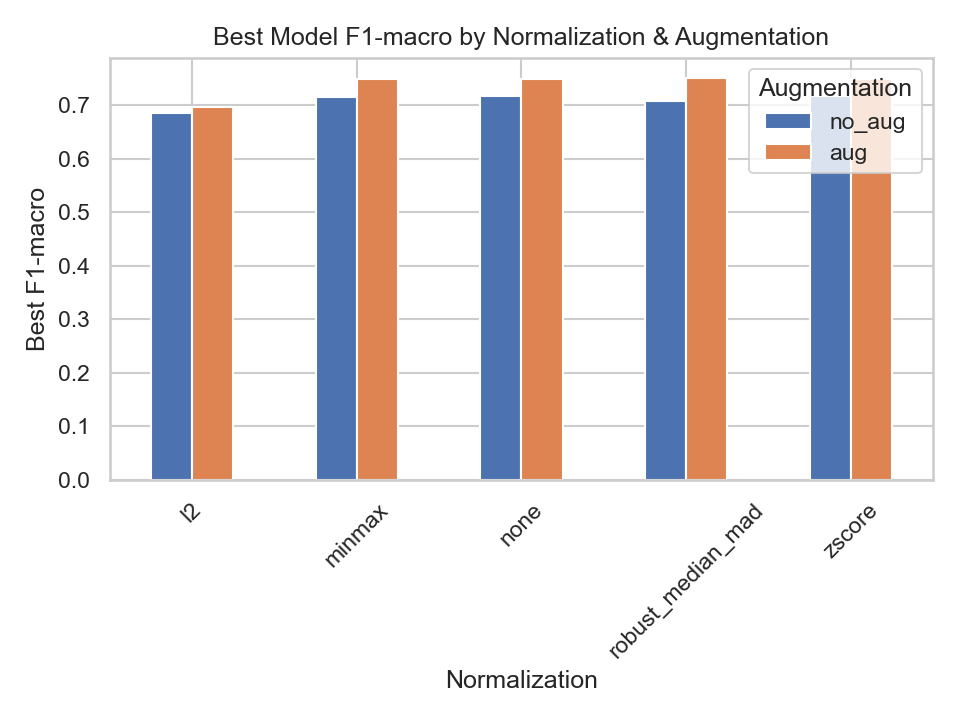 Best Model F1-macro by Normalization & Augmentation
Augmentation
no_aug
aug
Best F1-macro
0.7
0.6
0.5
0.4
0.3
0.2
0.1
0.0
l2
minmax
none
robust_median_mad
zscore
Normalization